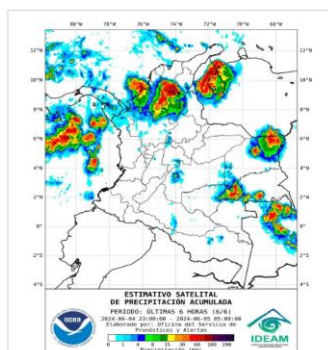 80°W 78°W 74°W 72°W 68°W
12°N
10°N
8°N
6°N
4°N
2°N
0°
2°S
4°S
ESTIMATIVO SATELITAL
DE PRECIPITACIÓN ACUMULADA
PERIODO: ÚLTIMAS 6 HORAS (6/6)
2024-06-04 23:00:00 - 2024-06-05 05:00:00
Elaborado por: Oficina del Servicio de
Pronósticos y Alertas
NOAA
IDEAM
Precipitación (mm)